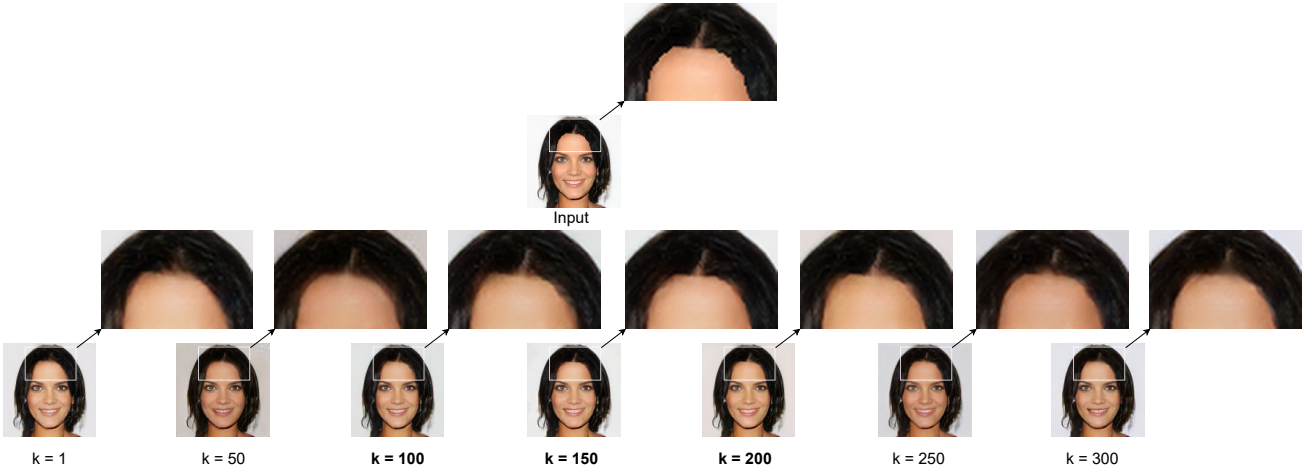 Input
k = 1
k = 50
k = 100
k = 150
k = 200
k = 250
k = 300